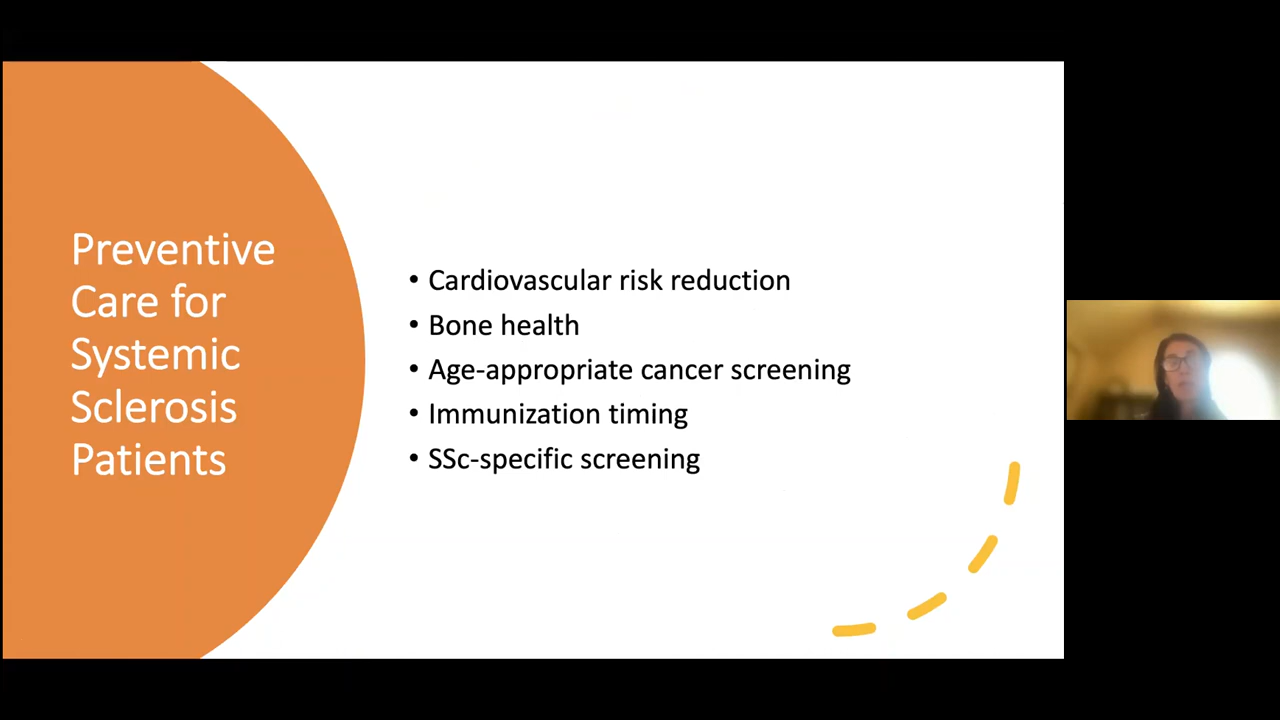 Preventive
Care for
Systemic
Sclerosis
Patients
• Cardiovascular risk reduction
• Bone health
• Age-appropriate cancer screening
• Immunization timing
• SSc-specific screening